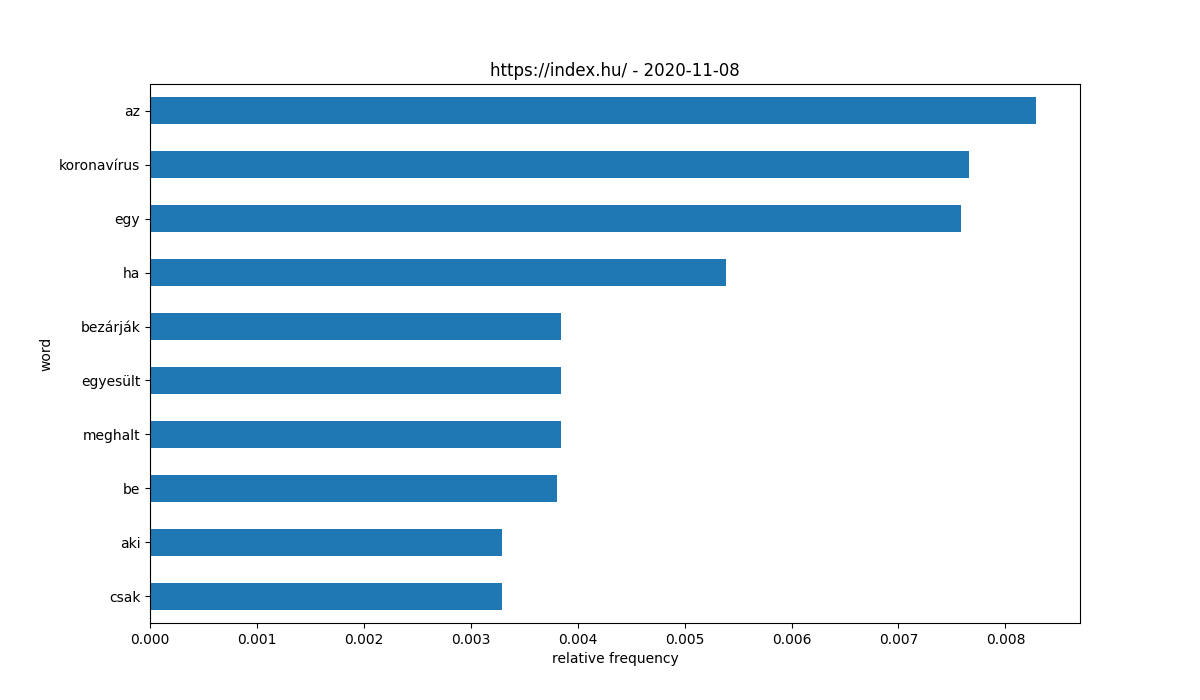 https://index.hu/ - 2020-11-08
az
koronavírus
egy
ha
bezárják
egyesült
meghalt
be
aki
csak
word
0.000 0.001 0.002 0.003 0.004 0.005 0.006 0.007 0.008
relative frequency